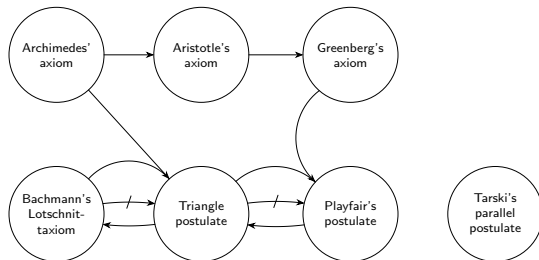 Archimedes'
axiom
Aristotle's
axiom
Greenberg's
axiom
Bachmann's
Lotschnit-
taxiom
Triangle
postulate
Playfair's
postulate
Tarski's
parallel
postulate